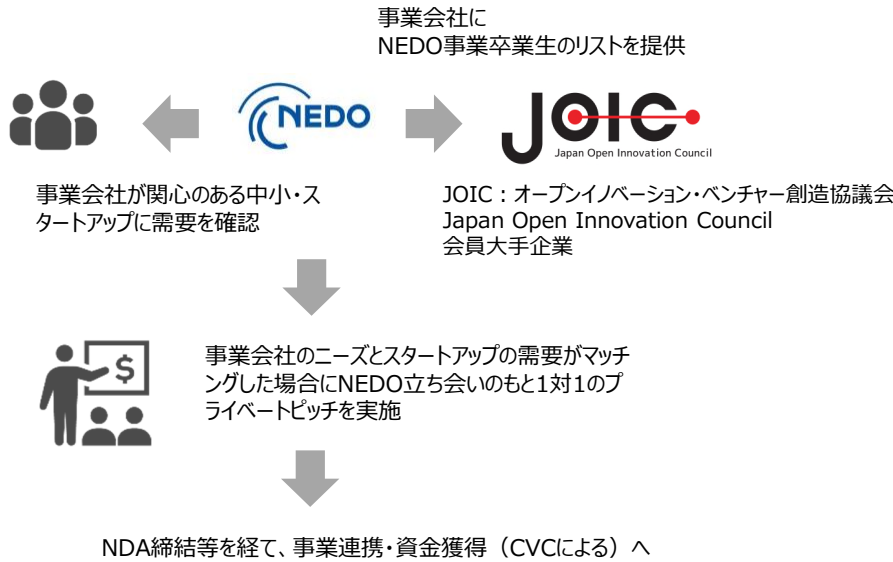 事業会社に
NEDO事業卒業生のリストを提供
NEDO
JOIC
Japan Open Innovation Council
事業会社が関心のある中小・ス
タートアップに需要を確認
JOIC：オープンイノベーション・ベンチャー創造協議会
Japan Open Innovation Council
会員大手企業
$
事業会社のニーズとスタートアップの需要がマッチ
ングした場合にNEDO立ち会いのもと1対1のプ
ライベートピッチを実施
NDA締結等を経て、事業連携・資金獲得（CVCによる）へ